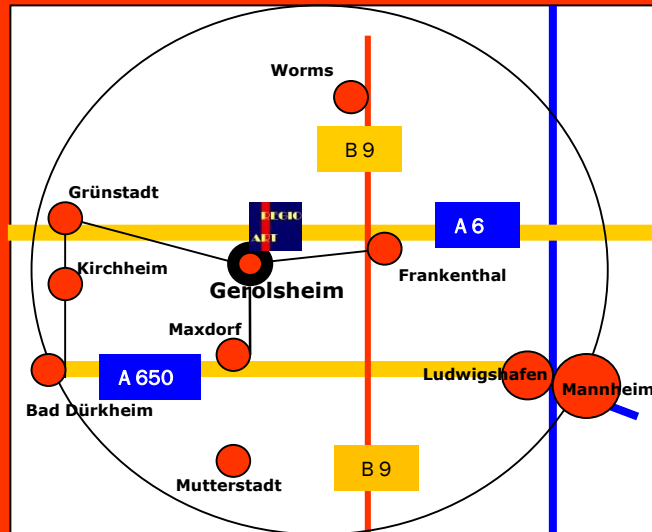 Worms
B 9
Grünstadt
REGIO
ART
A 6
Kirchheim
Frankenthal
Gerolsheim
Maxdorf
A 650
Ludwigshafen
Mannheim
Bad Dürkheim
B 9
Mutterstadt